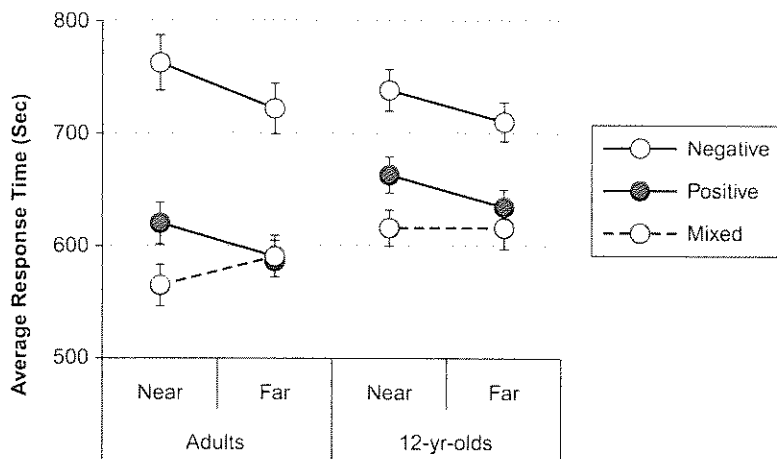 800
700
600
500
Average Response Time (Sec)
Near
Far
Near
Far
Adults
12-yr-olds
Negative
Positive
Mixed